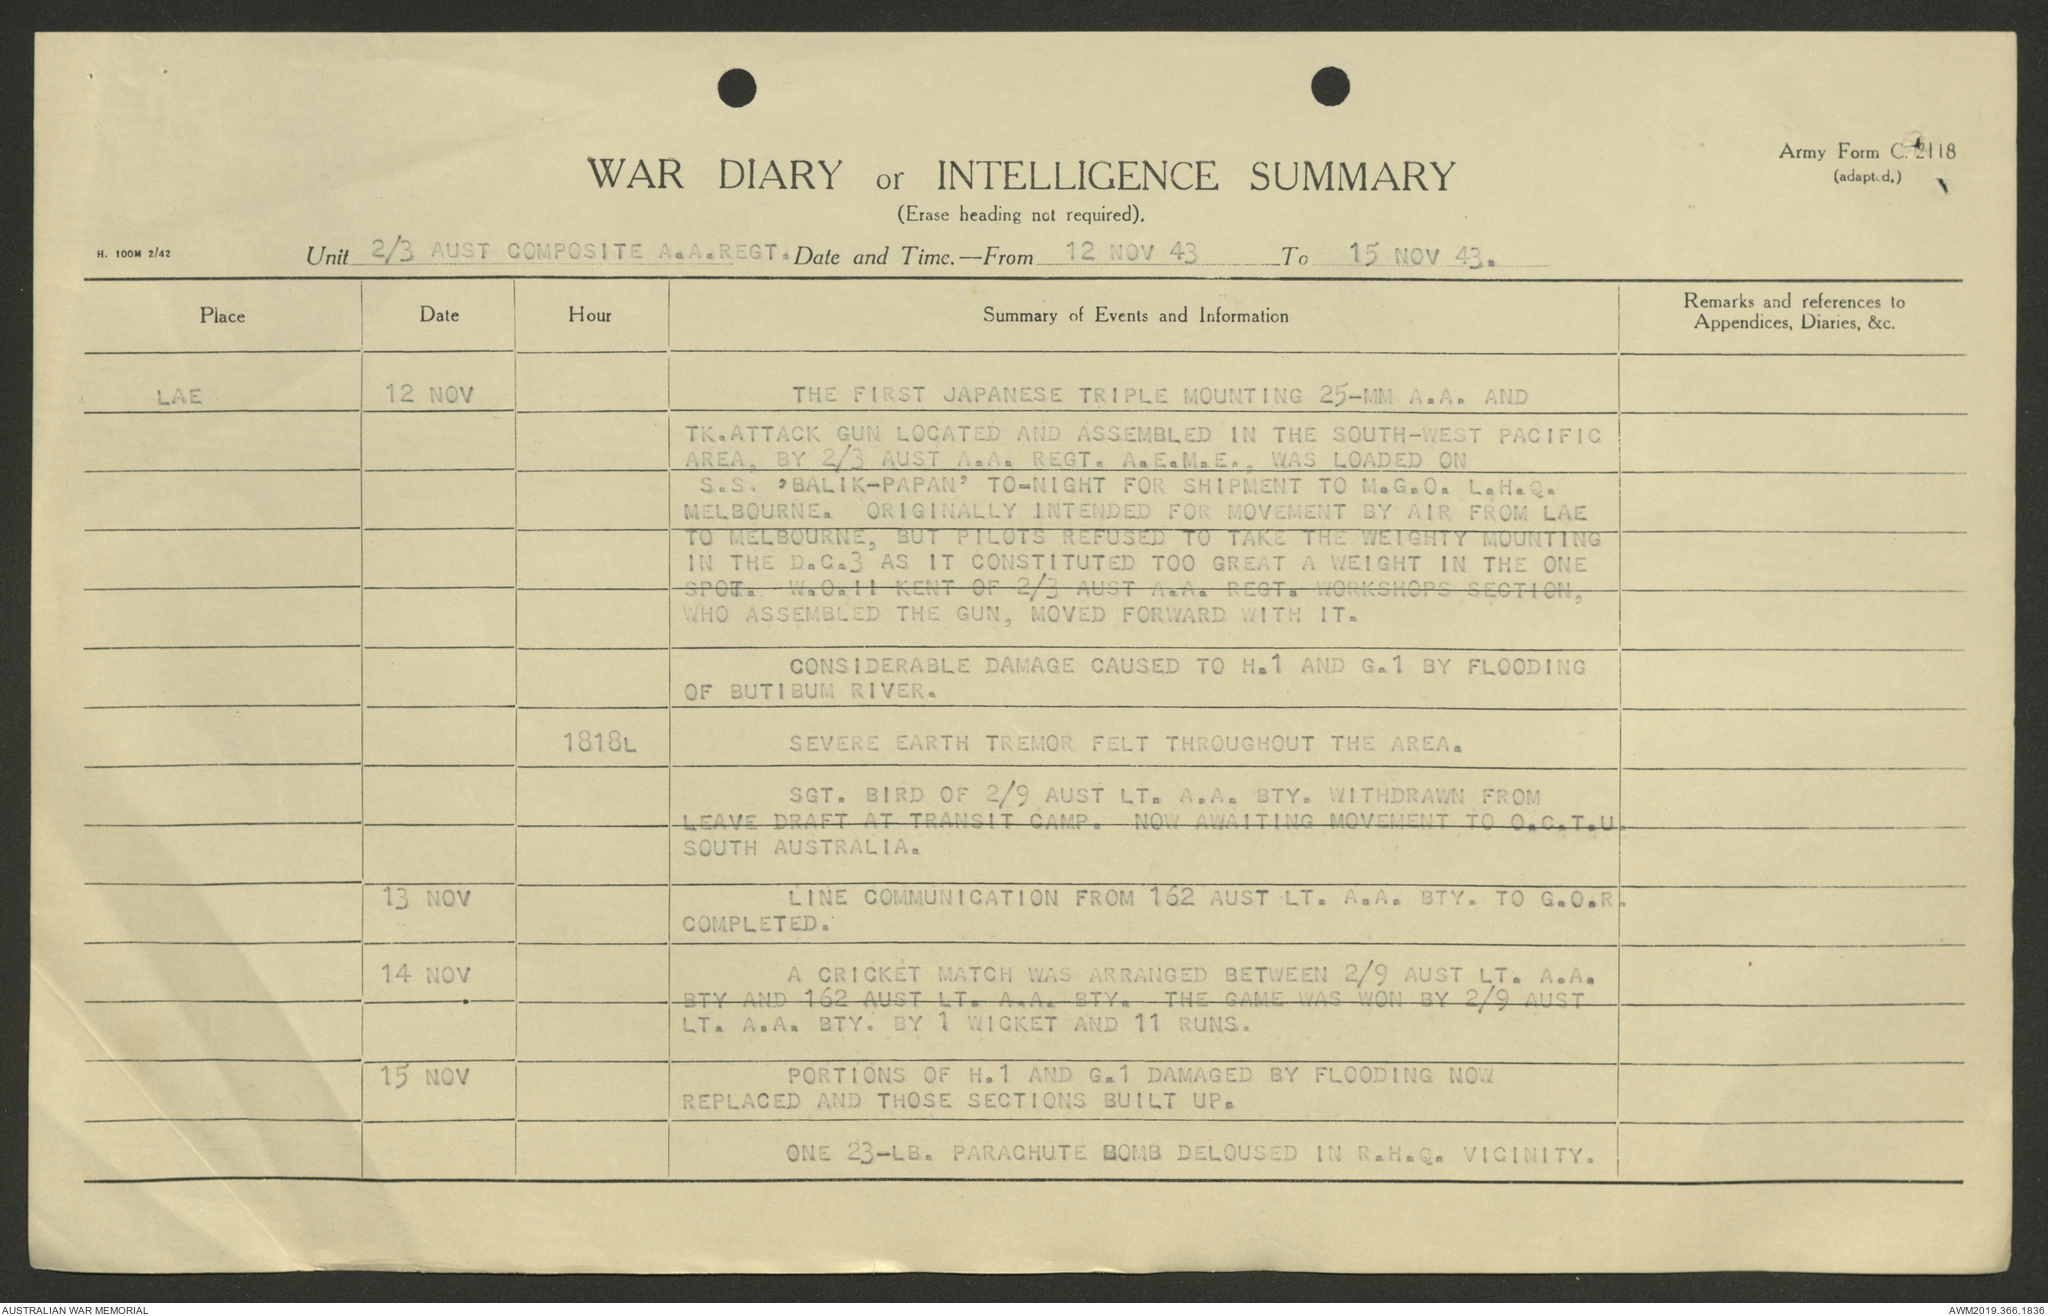 Army Form C. 2118
(adapted.)
WAR DIARY or INTELLIGENCE SUMMARY
(Erase heading not required).
H. 100M 2/42
Unit 2/3 AUST COMPOSITE A.A.REGT. Date and Time.—From 12 NOV 43 To 15 NOV 43.
Place Date Hour Summary of Events and Information Remarks and references to
Appendices, Diaries, &c.
LAE 12 NOV THE FIRST JAPANESE TRIPLE MOUNTING 25-MM A.A. AND
TK.ATTACK GUN LOCATED AND ASSEMBLED IN THE SOUTH-WEST PACIFIC
AREA, BY 2/3 AUST A.A. REGT. A.E.M.E., WAS LOADED ON
S.S. 'BALIK-PAPAN' TO-NIGHT FOR SHIPMENT TO M.G.O. L.H.Q.
MELBOURNE. ORIGINALLY INTENDED FOR MOVEMENT BY AIR FROM LAE
TO MELBOURNE, BUT PILOTS REFUSED TO TAKE THE WEIGHTY MOUNTING
IN THE D.C.3 AS IT CONSTITUTED TOO GREAT A WEIGHT IN THE ONE
SPOT. W.O.11 KENT OF 2/3 AUST A.A. REGT. WORKSHOPS SECTION,
WHO ASSEMBLED THE GUN, MOVED FORWARD WITH IT.
CONSIDERABLE DAMAGE CAUSED TO H.1 AND G.1 BY FLOODING
OF BUTIBUM RIVER.
1818L SEVERE EARTH TREMOR FELT THROUGHOUT THE AREA.
SGT. BIRD OF 2/9 AUST LT. A.A. BTY. WITHDRAWN FROM
LEAVE DRAFT AT TRANSIT CAMP. NOW AWAITING MOVEMENT TO O.C.T.U.
SOUTH AUSTRALIA.
13 NOV LINE COMMUNICATION FROM 162 AUST LT. A.A. BTY. TO G.O.R.
COMPLETED.
14 NOV A CRICKET MATCH WAS ARRANGED BETWEEN 2/9 AUST LT. A.A.
BTY AND 162 AUST LT. A.A. BTY. THE GAME WAS WON BY 2/9 AUST
LT. A.A. BTY. BY 1 WICKET AND 11 RUNS.
15 NOV PORTIONS OF H.1 AND G.1 DAMAGED BY FLOODING NOW
REPLACED AND THOSE SECTIONS BUILT UP.
ONE 23-LB. PARACHUTE BOMB DELOUSED IN R.H.Q. VICINITY.
AUSTRALIAN WAR MEMORIAL AWM2019.366.1836